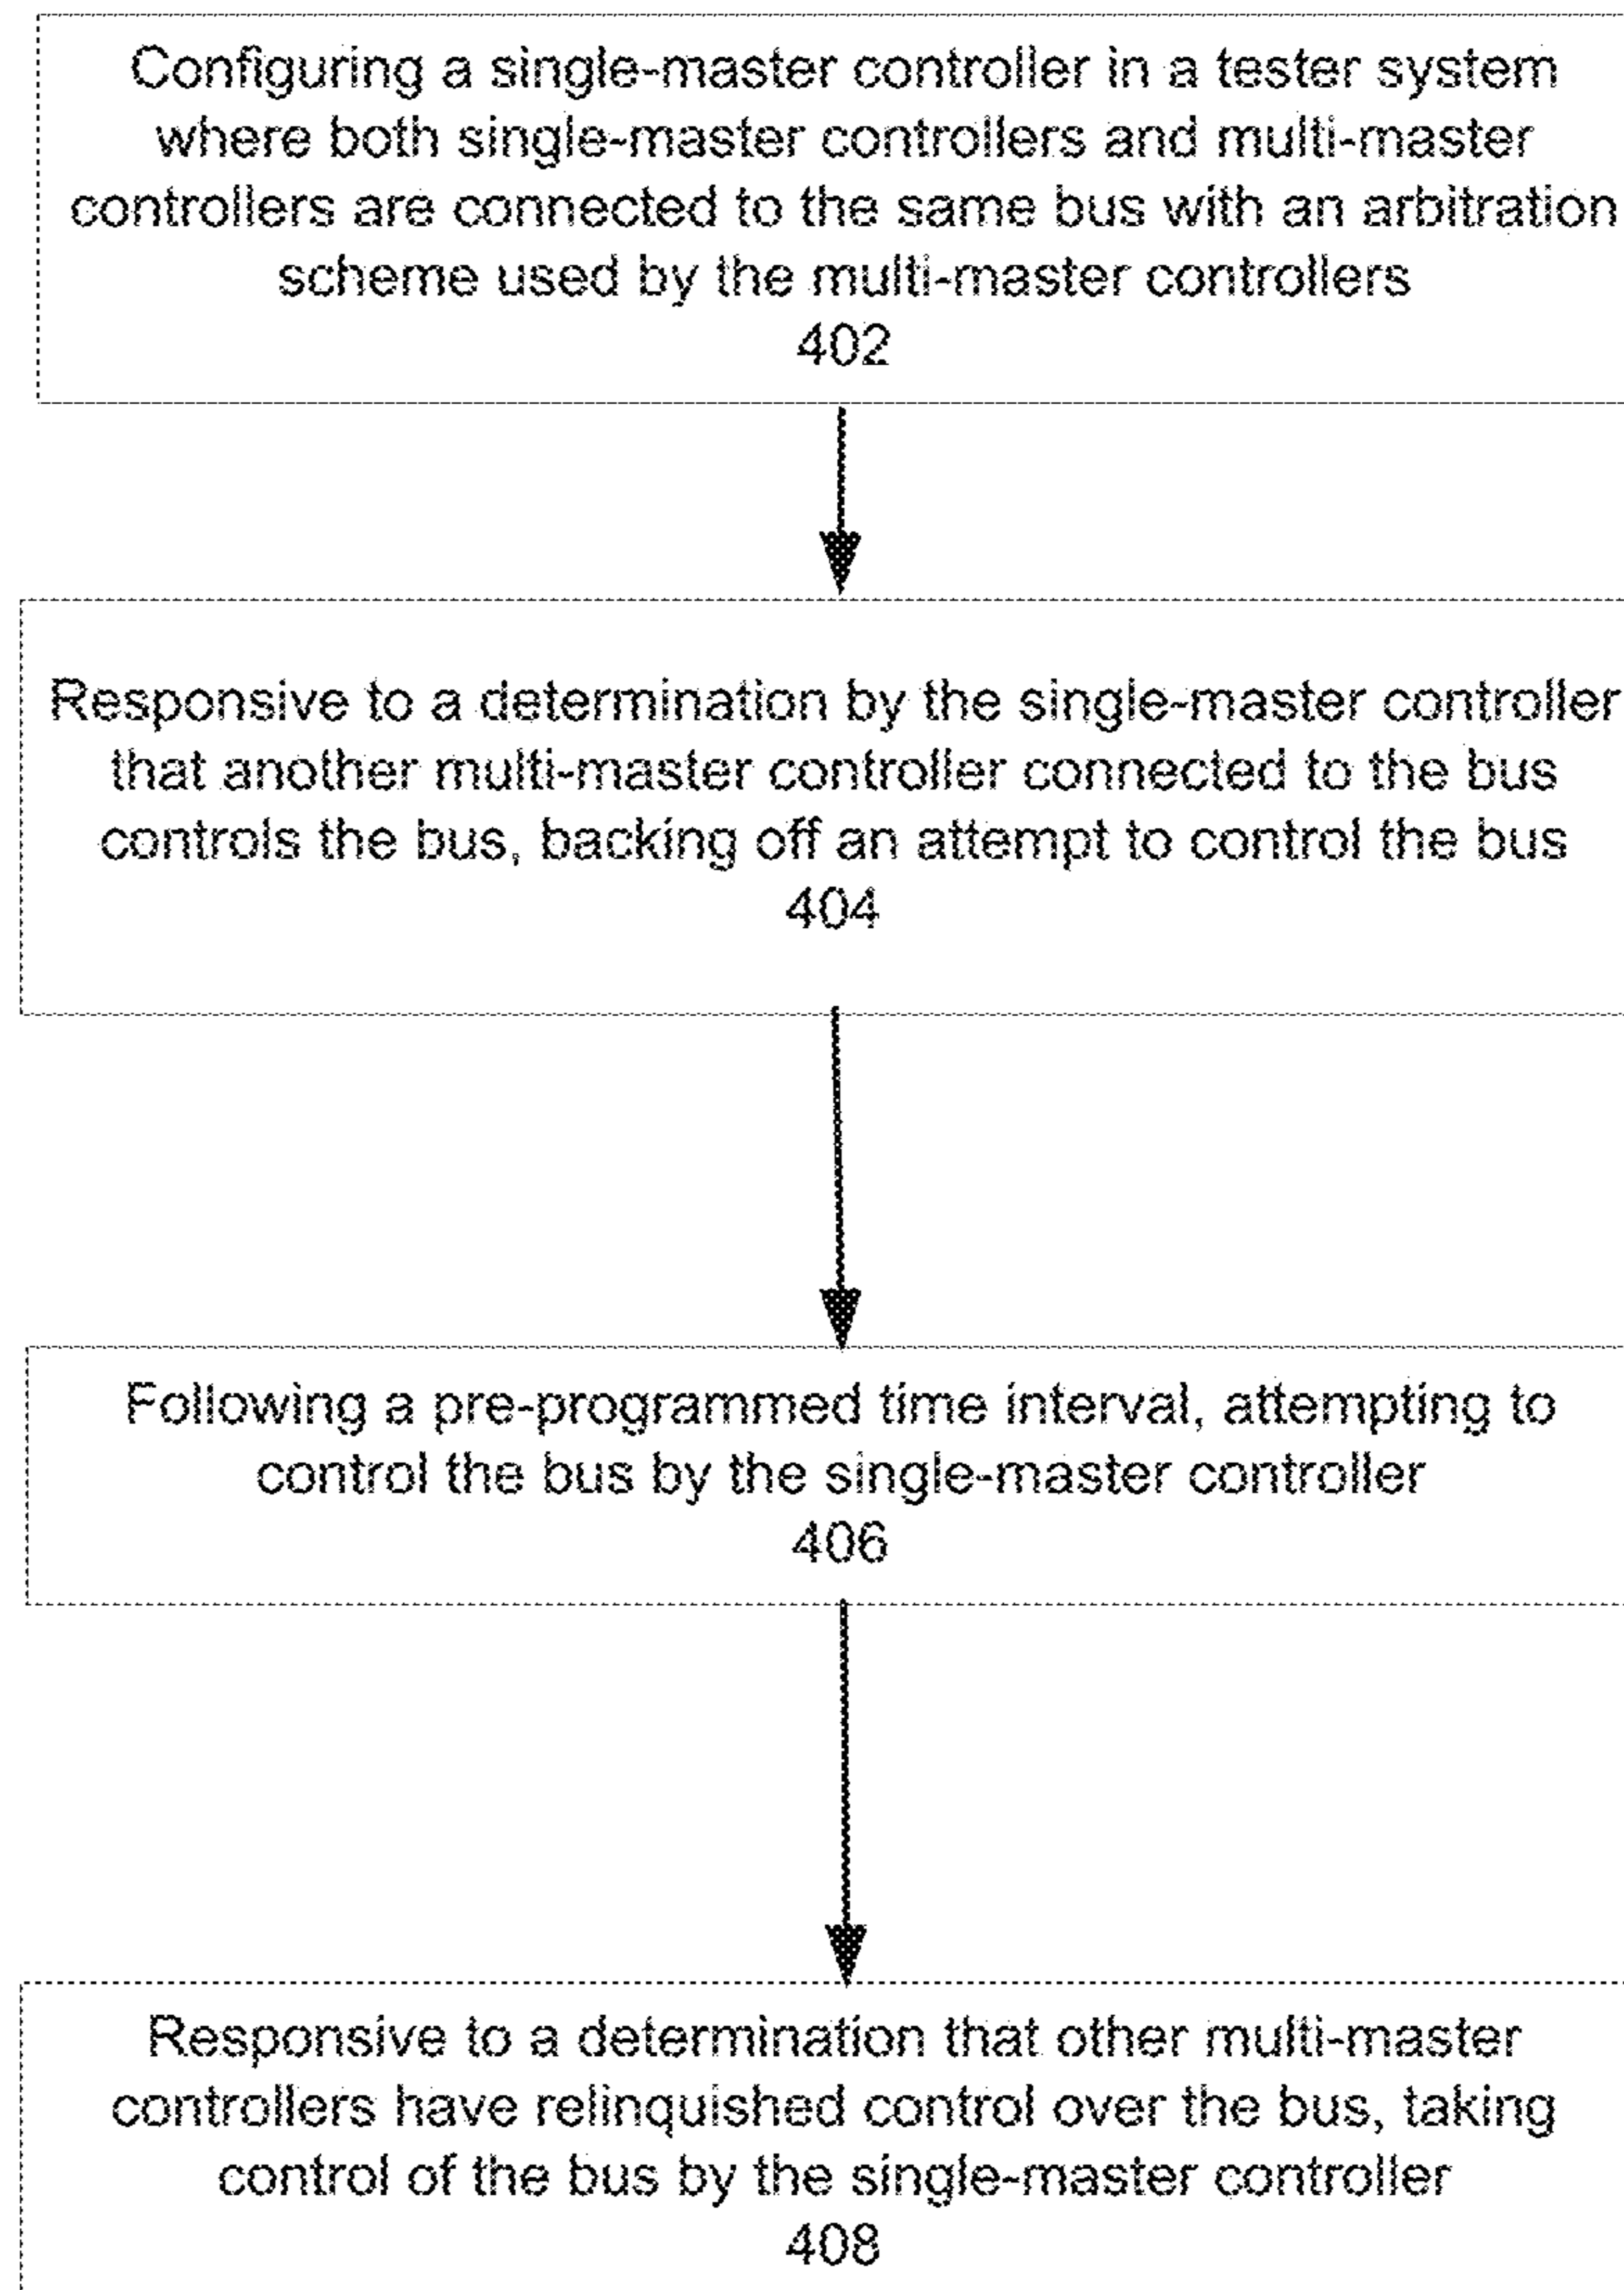 Configuring a single-master controller in a tester system
where both single-master controllers and multi-master
controllers are connected to the same bus with an arbitration
scheme used by the multi-master controllers
402
Responsive to a determination by the single-master controller
that another multi-master controller connected to the bus
controls the bus, backing off an attempt to control the bus
404
Following a pre-programmed time interval, attempting to
control the bus by the single-master controller
406
Responsive to a determination that other multi-master
controllers have relinquished control over the bus, taking
control of the bus by the single-master controller
408